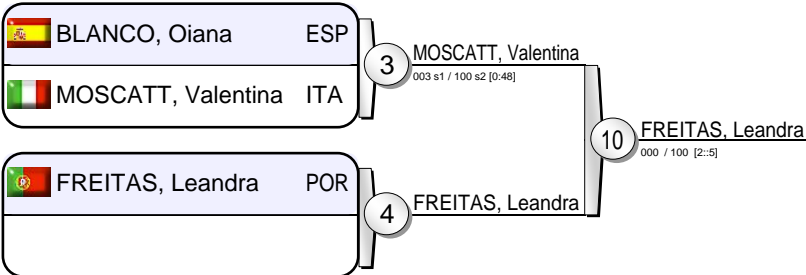 BLANCO, Oiana ESP
MOSCATT, Valentina ITA
3
MOSCATT, Valentina
003 s1 / 100 s2 [0:48]
FREITAS, Leandra POR
4
FREITAS, Leandra
10
FREITAS, Leandra
000 / 100 [2::5]